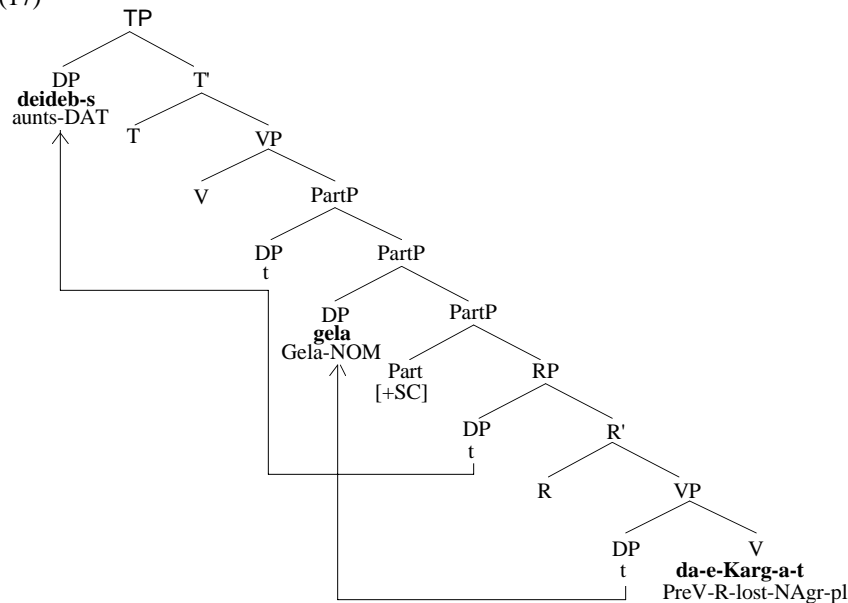 (17)
TP
DP T'
deideb-s
aunts-DAT
T VP
V PartP
DP PartP
t
DP PartP
gela
Gela-NOM
Part RP
[+SC]
DP R'
t
R VP
DP V
t da-e-Karg-a-t
PreV-R-lost-NAgr-pl